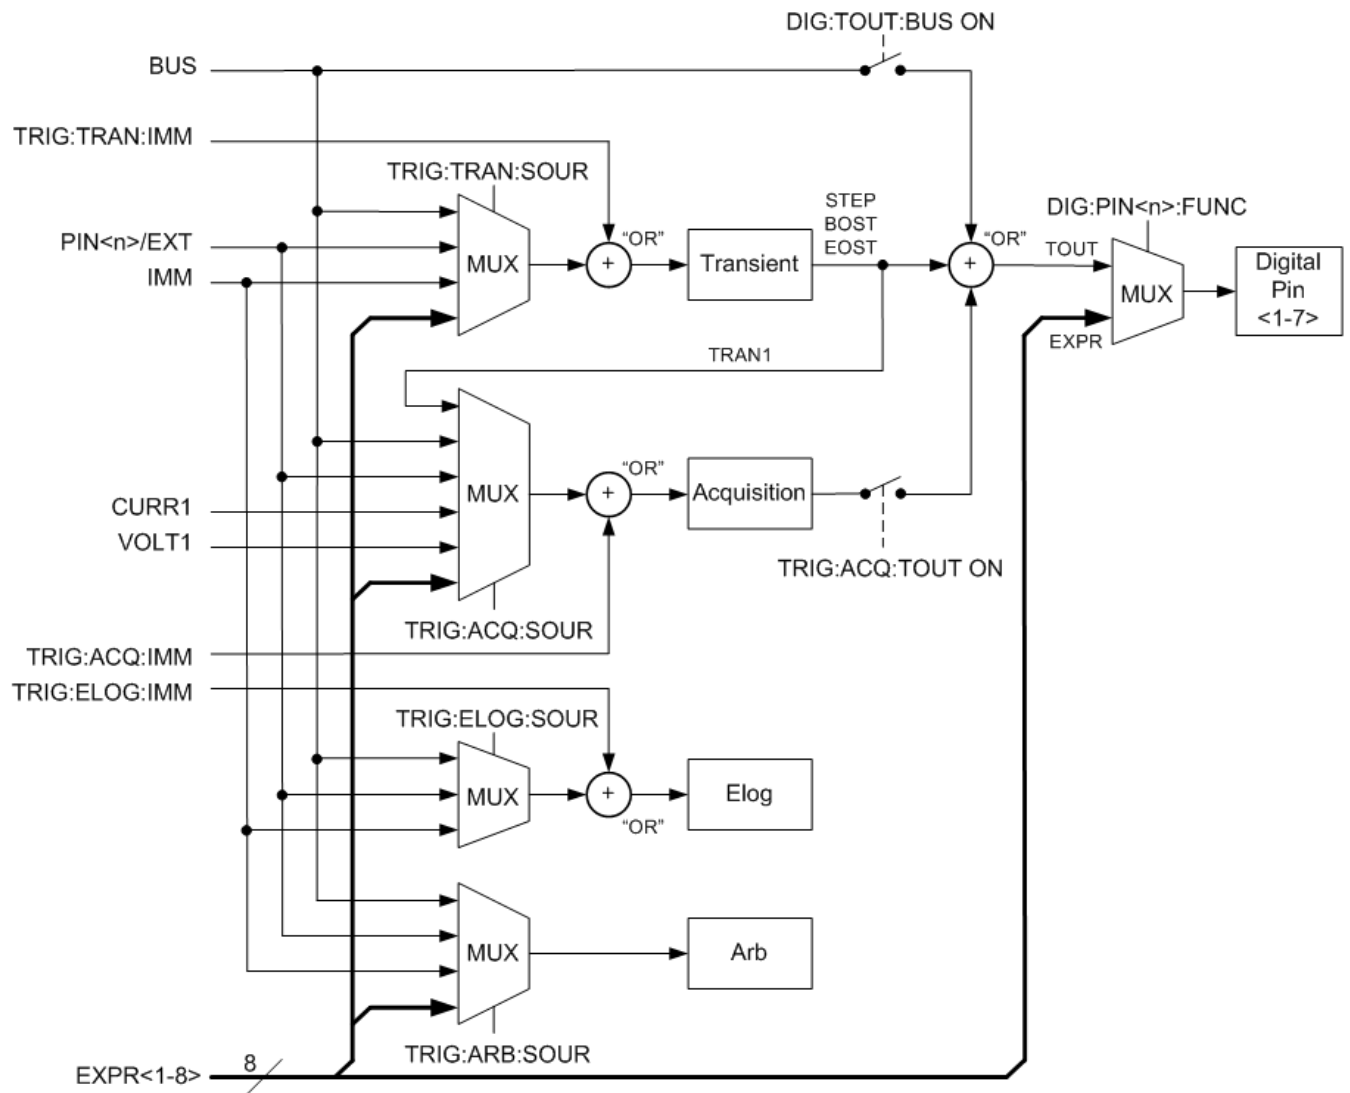 DIG:TOUT:BUS ON
BUS
TRIG:TRAN:IMM
TRIG:TRAN:SOUR
PIN<n>/EXT
IMM
MUX
+
"OR"
Transient
STEP
BOST
EOST
+
"OR"
TOUT
DIG:PIN<n>:FUNC
MUX
EXPR
Digital
Pin
<1-7>
TRAN1
CURR1
VOLT1
MUX
+
"OR"
Acquisition
TRIG:ACQ:TOUT ON
TRIG:ACQ:SOUR
TRIG:ACQ:IMM
TRIG:ELOG:IMM
TRIG:ELOG:SOUR
MUX
+
"OR"
Elog
MUX
Arb
TRIG:ARB:SOUR
EXPR<1-8>
8